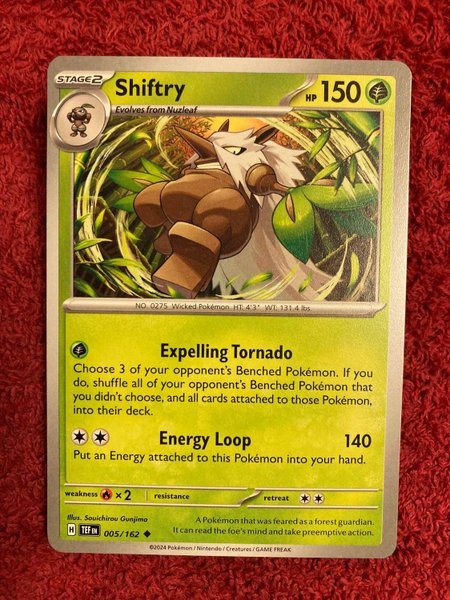 STAGE2
Shiftry
HP 150
Evolves from Nuzleaf
NO. 0275 Wicked Pokémon HT: 4'3" WT: 131.4 lbs
Expelling Tornado
Choose 3 of your opponent's Benched Pokémon. If you
do, shuffle all of your opponent's Benched Pokémon
that you didn't choose, and all cards attached to those Pokémon,
into their deck.
Energy Loop 140
Put an Energy attached to this Pokémon into your hand.
weakness ×2 resistance retreat
Illus. Souichirou Gunjima
H TEF EN 005/162
A Pokémon that was feared as a forest guardian.
It can read the foe's mind and take preemptive action.
©2024 Pokémon / Nintendo / Creatures / GAME FREAK